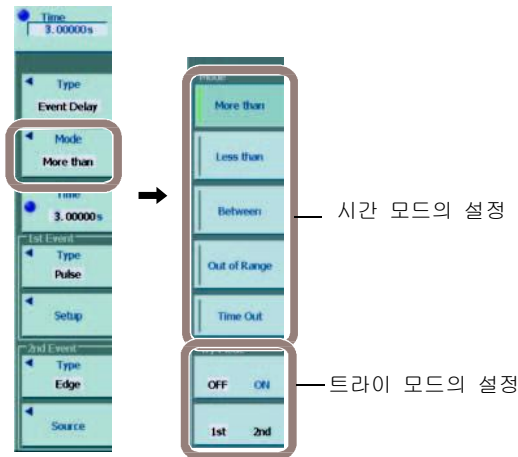 Time
3.00000s
Type
Event Delay
Mode
More than
Time
3.00000s
1st Event
Type
Pulse
Setup
2nd Event
Type
Edge
Source
Mode
More than
Less than
Between
Out of Range
Time Out
시간 모드의 설정
OFF ON
1st 2nd
트라이 모드의 설정